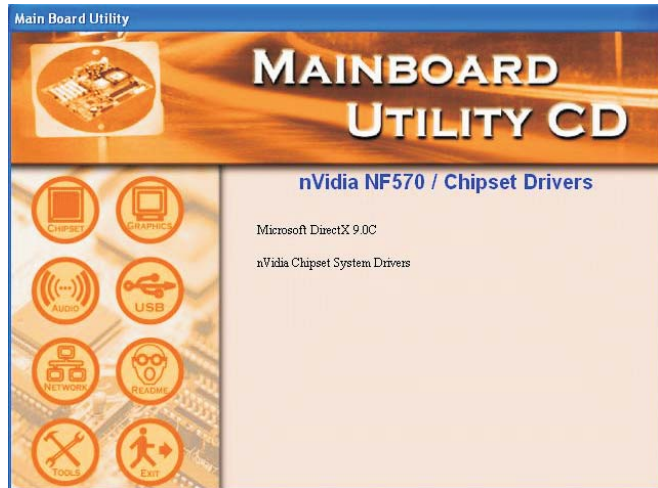 Main Board Utility
MAINBOARD
UTILITY CD
nVidia NF570 / Chipset Drivers
Microsoft DirectX 9.0C
nVidia Chipset System Drivers
CHIPSET
GRAPHICS
AUDIO
USB
NETWORK
README
TOOLS
EXIT